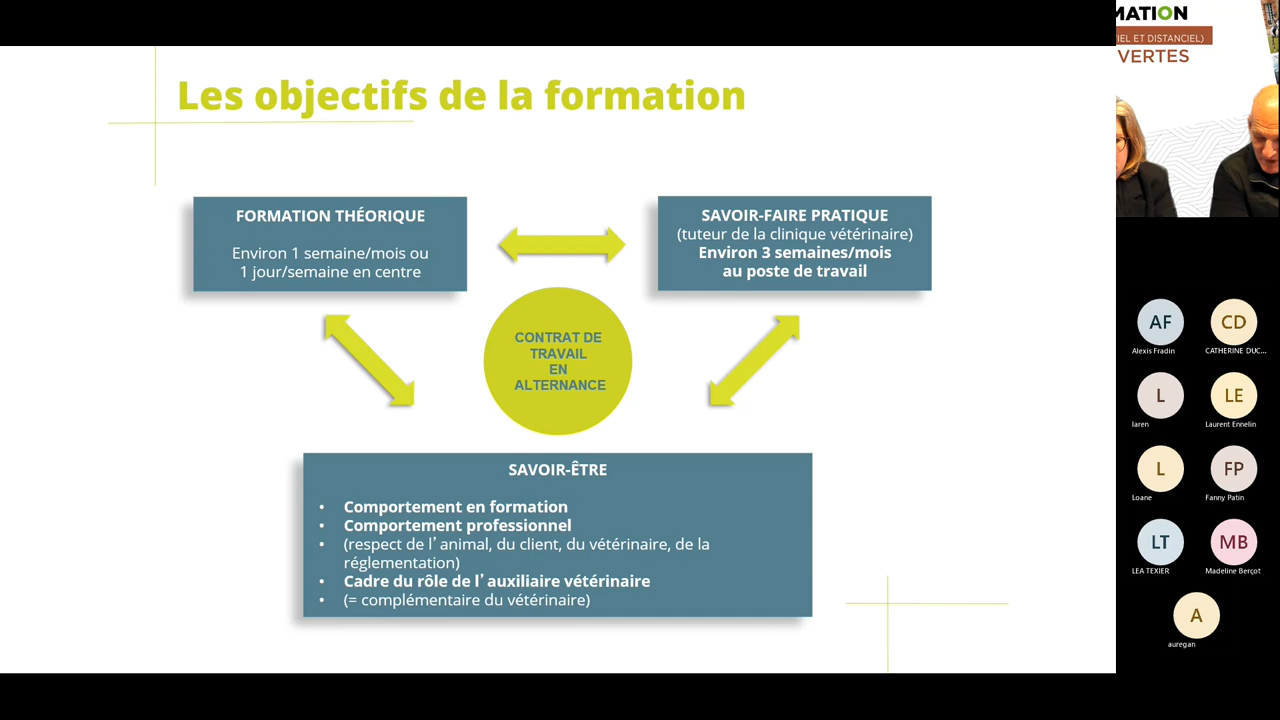 Les objectifs de la formation
FORMATION THÉORIQUE
Environ 1 semaine/mois ou
1 jour/semaine en centre
SAVOIR-FAIRE PRATIQUE
(tuteur de la clinique vétérinaire)
Environ 3 semaines/mois
au poste de travail
CONTRAT DE
TRAVAIL
EN
ALTERNANCE
SAVOIR-ÊTRE
• Comportement en formation
• Comportement professionnel
• (respect de l’animal, du client, du vétérinaire, de la
réglementation)
• Cadre du rôle de l’auxiliaire vétérinaire
• (= complémentaire du vétérinaire)
MATION
IEL ET DISTANCIEL)
VERTES
AF
Alexis Fradin
CD
CATHERINE DUC...
L
laren
LE
Laurent Ennelin
L
Loane
FP
Fanny Patin
LT
LEA TEXIER
MB
Madeline Berçot
A
auregan